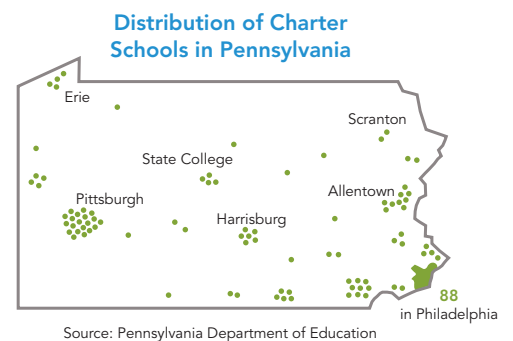 Distribution of Charter
Schools in Pennsylvania
Erie
Scranton
State College
Allentown
Pittsburgh
Harrisburg
88
in Philadelphia
Source: Pennsylvania Department of Education